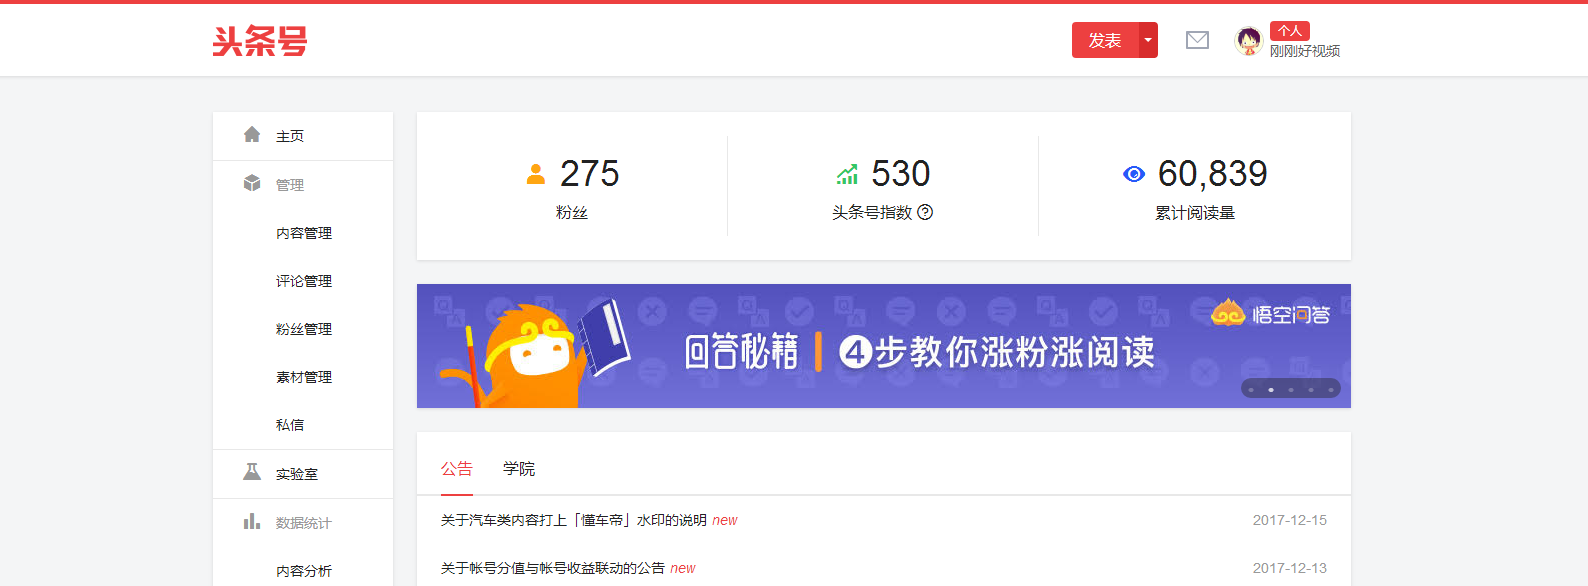 头条号
发表
个人
刚刚好视频
主页
管理
内容管理
评论管理
粉丝管理
素材管理
私信
实验室
数据统计
内容分析
275
粉丝
530
头条号指数 ?
60,839
累计阅读量
悟空问答
回答秘籍 | 4步教你涨粉涨阅读
公告 学院
关于汽车类内容打上「懂车帝」水印的说明 new 2017-12-15
关于帐号分值与帐号收益联动的公告 new 2017-12-13